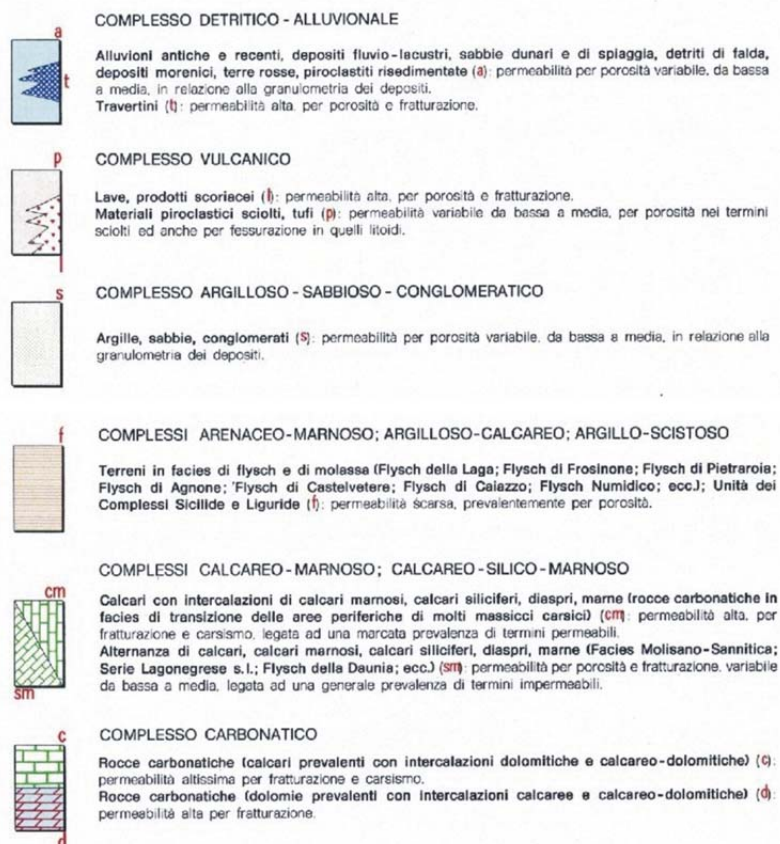 COMPLESSO DETRITICO - ALLUVIONALE
a
t
Alluvioni antiche e recenti, depositi fluvio-lacustri, sabbie dunari e di spiaggia, detriti di falda,
depositi morenici, terre rosse, piroclastiti risedimentate (a): permeabilità per porosità variabile, da bassa
a media, in relazione alla granulometria dei depositi.
Travertini (t): permeabilità alta, per porosità e fratturazione.
p
l
COMPLESSO VULCANICO
Lave, prodotti scoriacei (l): permeabilità alta, per porosità e fratturazione.
Materiali piroclastici sciolti, tufi (p): permeabilità variabile da bassa a media, per porosità nei termini
sciolti ed anche per fessurazione in quelli litoidi.
s
COMPLESSO ARGILLOSO - SABBIOSO - CONGLOMERATICO
Argille, sabbie, conglomerati (s): permeabilità per porosità variabile, da bassa a media, in relazione alla
granulometria dei depositi.
f
COMPLESSI ARENACEO-MARNOSO; ARGILLOSO-CALCAREO; ARGILLO-SCISTOSO
Terreni in facies di flysch e di molassa (Flysch della Laga; Flysch di Frosinone; Flysch di Pietraroia;
Flysch di Agnone; 'Flysch di Castelvetere; Flysch di Caiazzo; Flysch Numidico; ecc.); Unità dei
Complessi Sicilide e Liguride (f): permeabilità scarsa, prevalentemente per porosità.
COMPLESSI CALCAREO-MARNOSO; CALCAREO-SILICO-MARNOSO
cm
sm
Calcari con intercalazioni di calcari marnosi, calcari siliciferi, diaspri, marne (rocce carbonatiche in
facies di transizione delle aree periferiche di molti massicci carsici) (cm): permeabilità alta, per
fratturazione e carsismo, legata ad una marcata prevalenza di termini permeabili.
Alternanza di calcari, calcari marnosi, calcari siliciferi, diaspri, marne (Facies Molisano-Sannitica;
Serie Lagonegrese s.l.; Flysch della Daunia; ecc.) (sm): permeabilità per porosità e fratturazione, variabile
da bassa a media, legata ad una generale prevalenza di termini impermeabili.
c
d
COMPLESSO CARBONATICO
Rocce carbonatiche (calcari prevalenti con intercalazioni dolomitiche e calcareo-dolomitiche) (c):
permeabilità altissima per fratturazione e carsismo.
Rocce carbonatiche (dolomie prevalenti con intercalazioni calcaree e calcareo-dolomitiche) (d):
permeabilità alta per fratturazione.